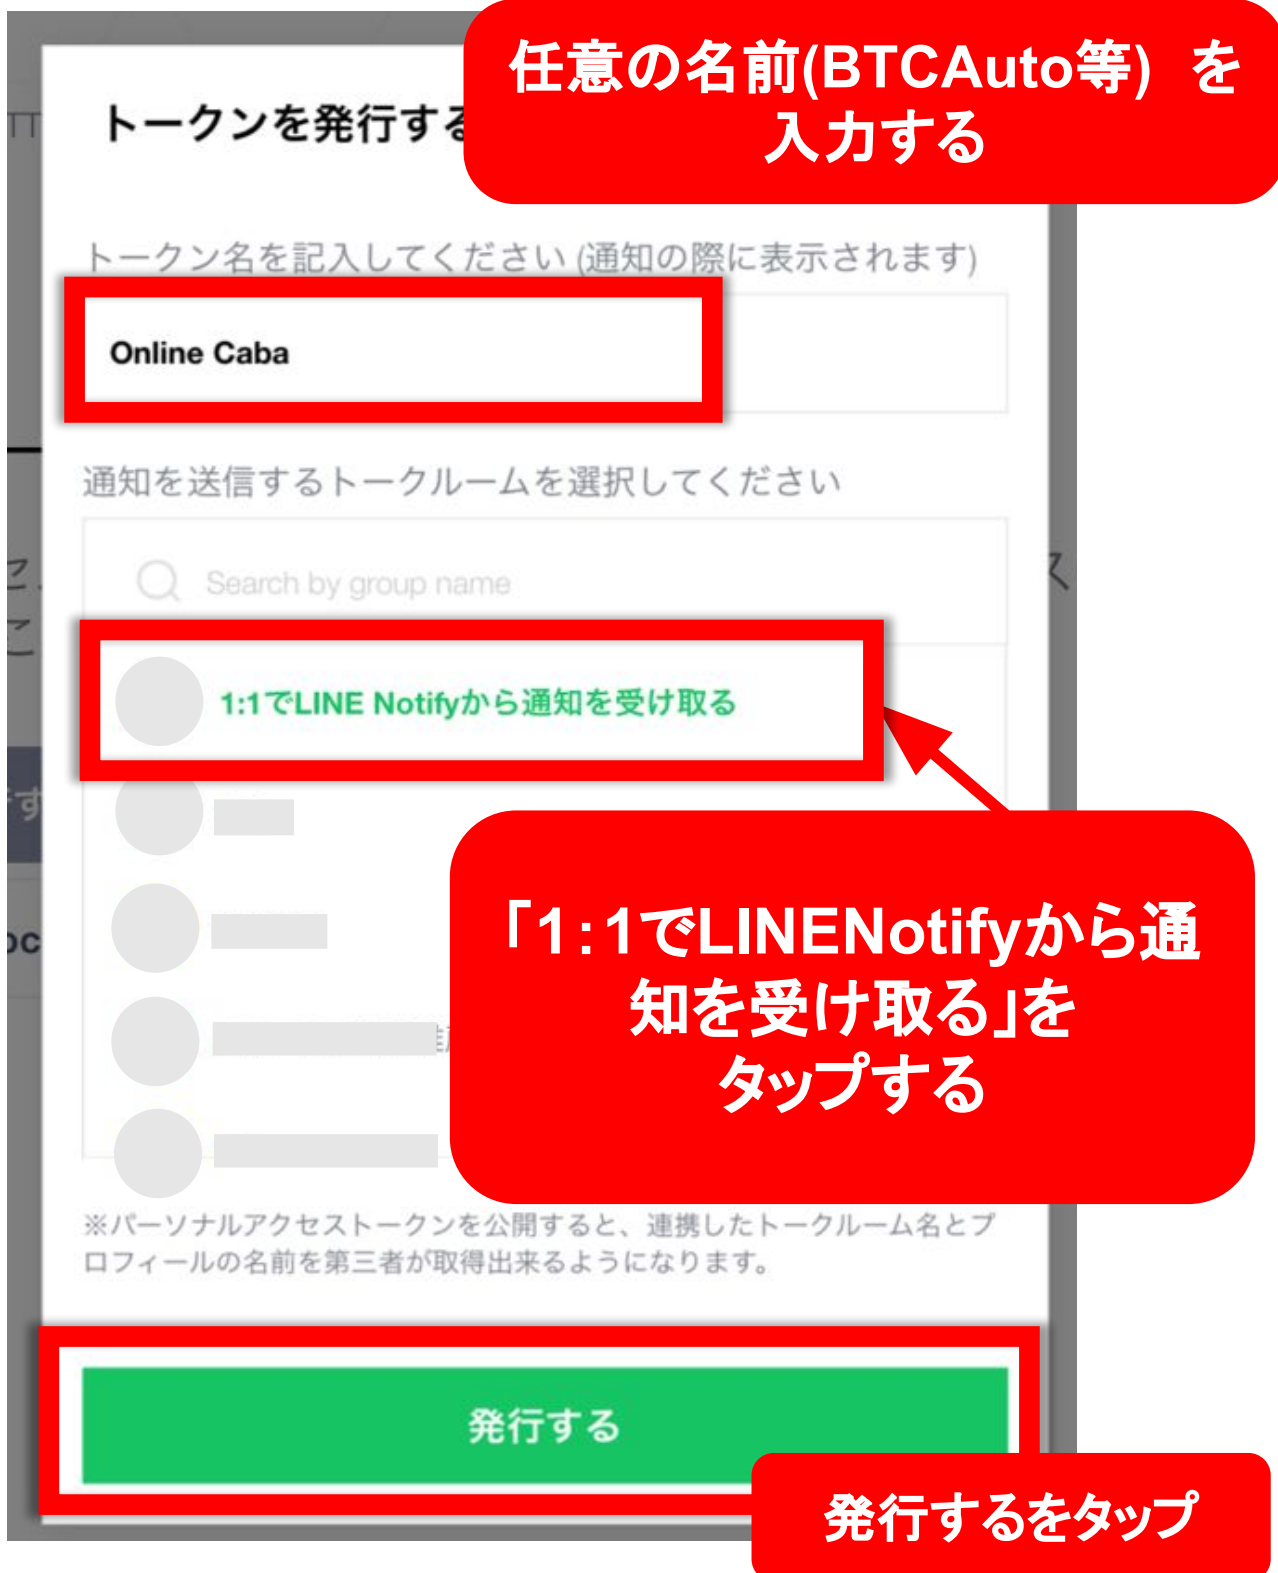 任意の名前(BTCAuto等) を
入力する
トークンを発行する
トークン名を記入してください (通知の際に表示されます)
Online Caba
通知を送信するトークルームを選択してください
Search by group name
1:1でLINE Notifyから通知を受け取る
「1:1でLINENotifyから通
知を受け取る」を
タップする
※パーソナルアクセストークンを公開すると、連携したトークルーム名とプ
ロフィールの名前を第三者が取得出来るようになります。
発行する
発行するをタップ